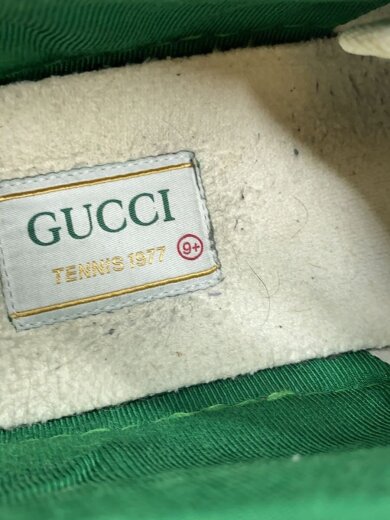 GUCCI
TENNIS 1977
9+